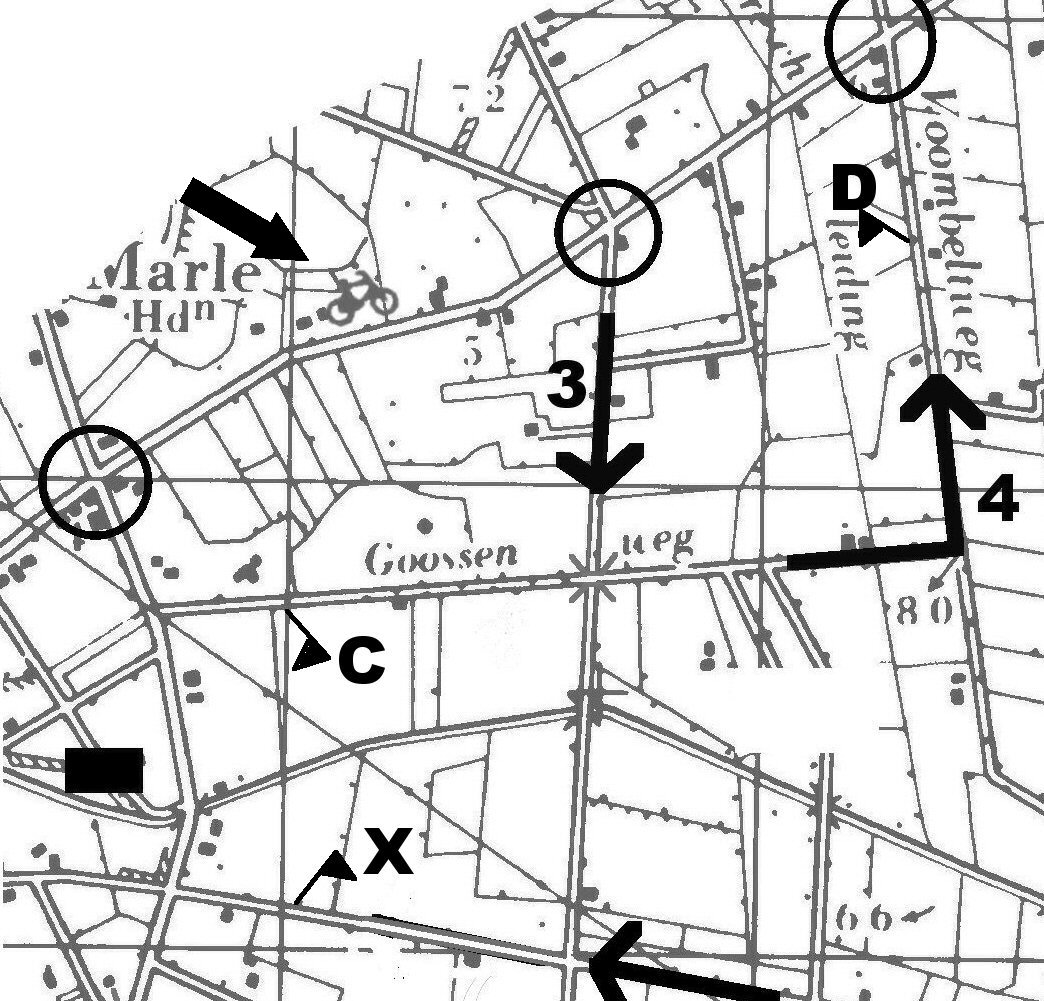 72
h
Voombelweg
D
leiding
Marle
Hdn
5
3
4
Goossen weg
80
C
X
66